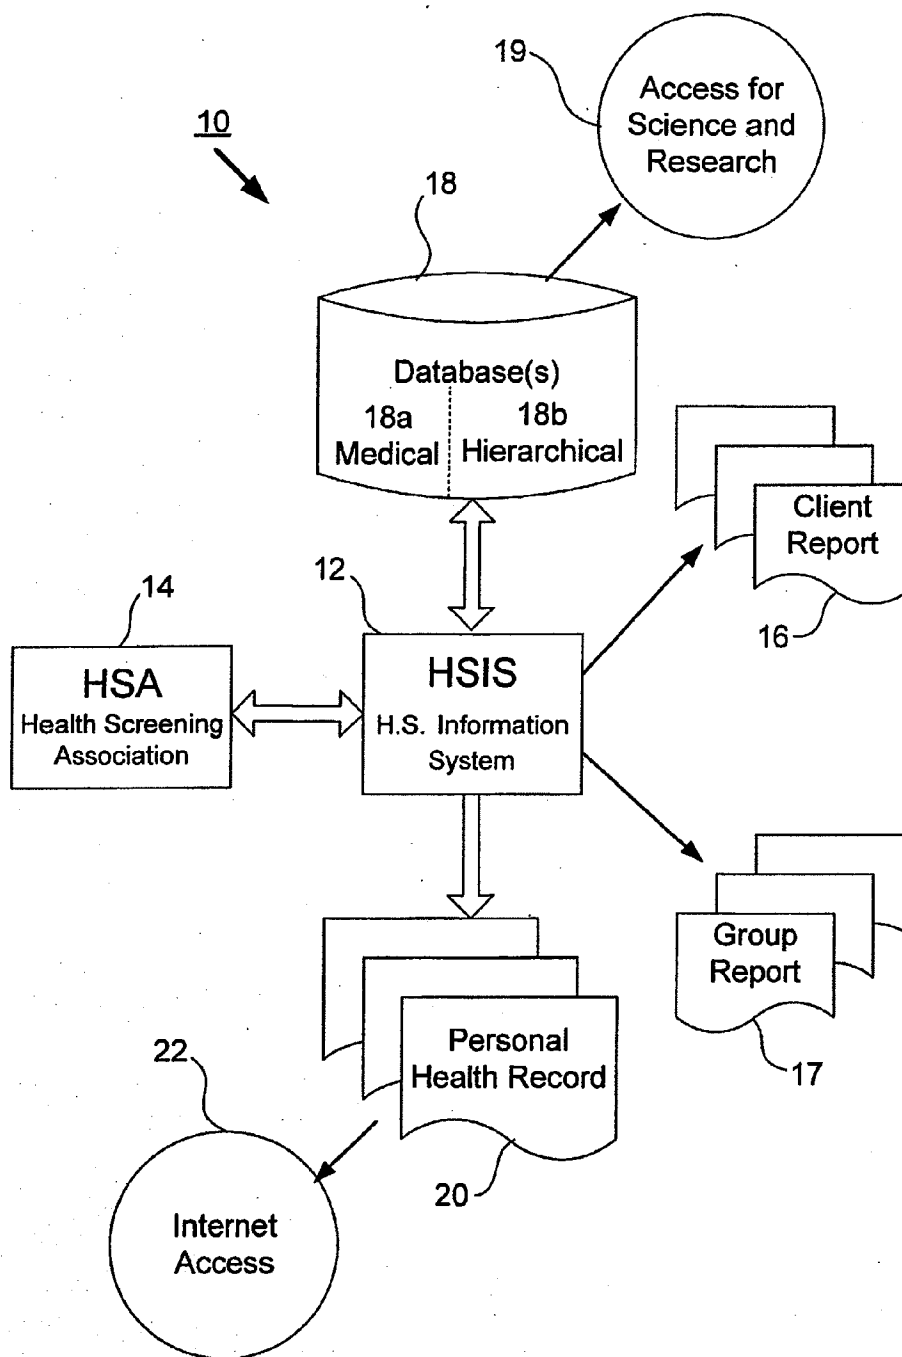 19
Access for
Science and
Research
10
18
Database(s)
18a
Medical
18b
Hierarchical
Client
Report
16
12
14
HSA
Health Screening
Association
HSIS
H.S. Information
System
Group
Report
17
Personal
Health Record
20
22
Internet
Access